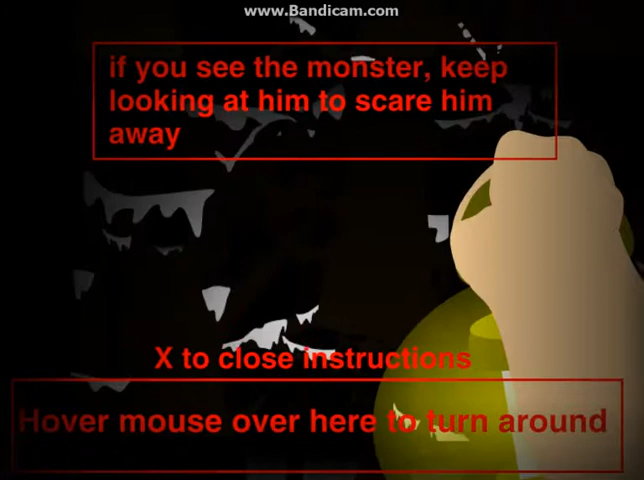 www.Bandicam.com
if you see the monster, keep
looking at him to scare him
away
X to close instructions
Hover mouse over here to turn around